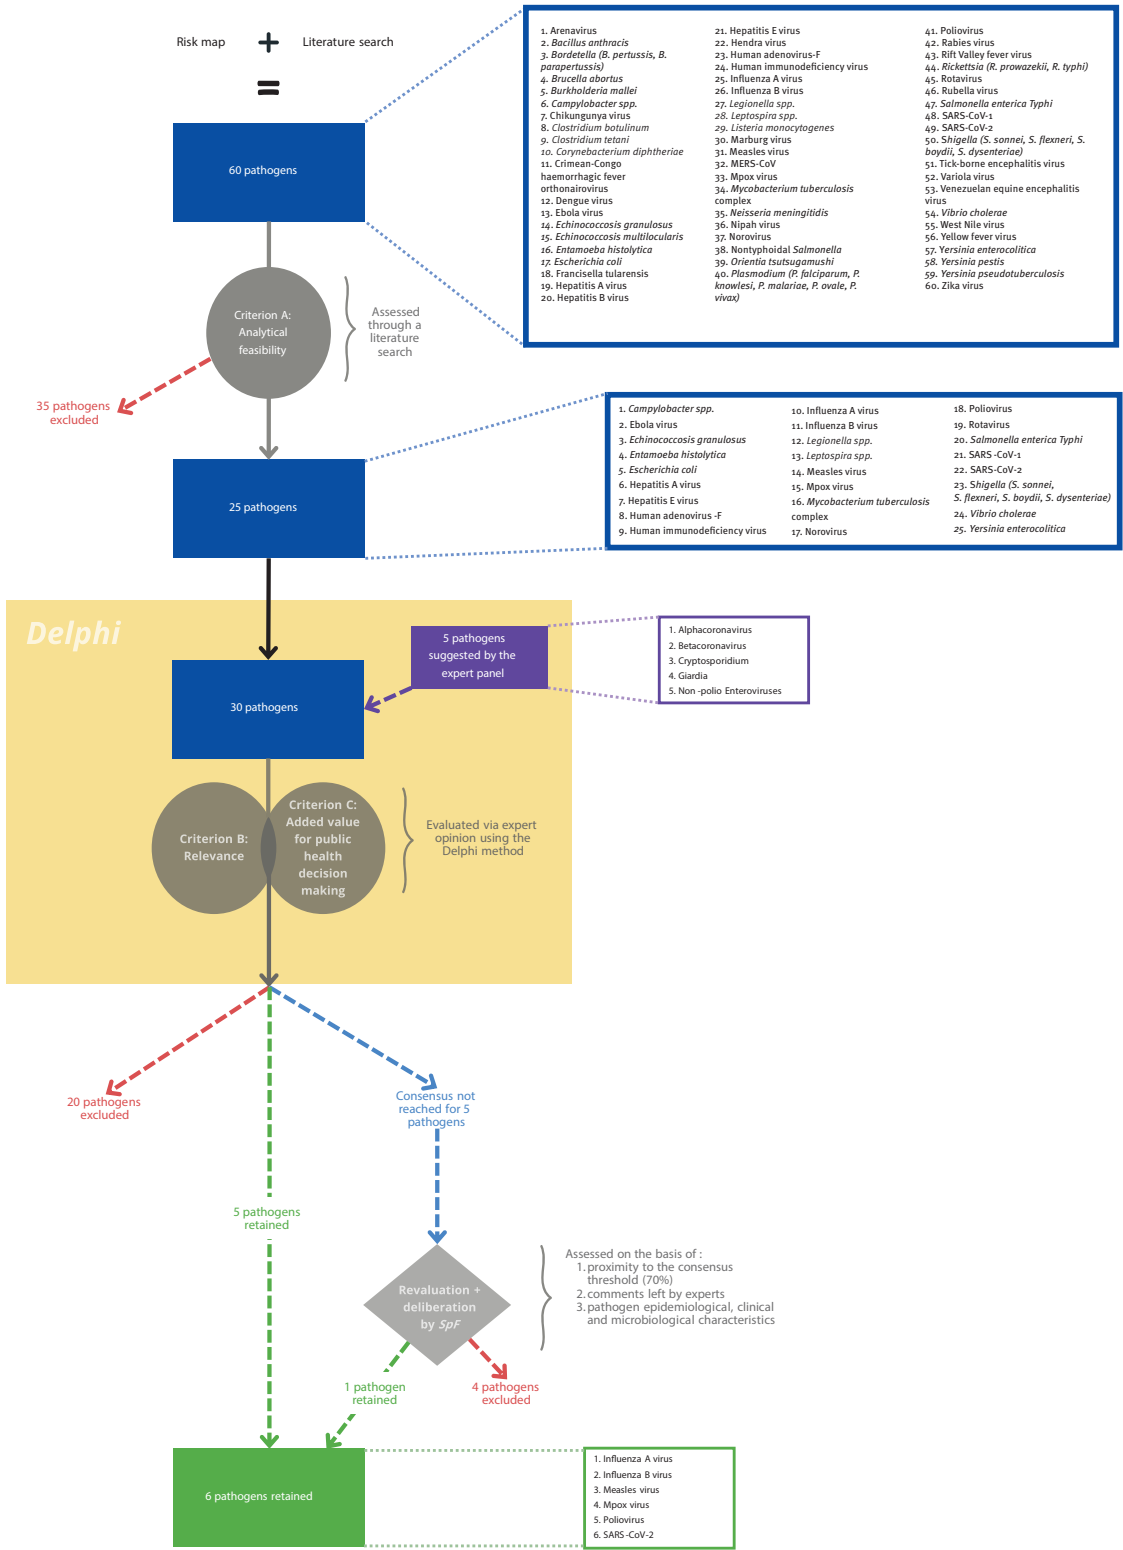 Risk map + Literature search
=
60 pathogens
1. Arenavirus
2. Bacillus anthracis
3. Bordetella (B. pertussis, B.
parapertussis)
4. Brucella abortus
5. Burkholderia mallei
6. Campylobacter spp.
7. Chikungunya virus
8. Clostridium botulinum
9. Clostridium tetani
10. Corynebacterium diphtheriae
11. Crimean-Congo
haemorrhagic fever
orthonairovirus
12. Dengue virus
13. Ebola virus
14. Echinococcosis granulosus
15. Echinococcosis multilocularis
16. Entamoeba histolytica
17. Escherichia coli
18. Francisella tularensis
19. Hepatitis A virus
20. Hepatitis B virus
21. Hepatitis E virus
22. Hendra virus
23. Human adenovirus-F
24. Human immunodeficiency virus
25. Influenza A virus
26. Influenza B virus
27. Legionella spp.
28. Leptospira spp.
29. Listeria monocytogenes
30. Marburg virus
31. Measles virus
32. MERS-CoV
33. Mpox virus
34. Mycobacterium tuberculosis
complex
35. Neisseria meningitidis
36. Nipah virus
37. Norovirus
38. Nontyphoidal Salmonella
39. Orientia tsutsugamushi
40. Plasmodium (P. falciparum, P.
knowlesi, P. malariae, P. ovale, P.
vivax)
41. Poliovirus
42. Rabies virus
43. Rift Valley fever virus
44. Rickettsia (R. prowazekii, R. typhi)
45. Rotavirus
46. Rubella virus
47. Salmonella enterica Typhi
48. SARS-CoV-1
49. SARS-CoV-2
50. Shigella (S. sonnei, S. flexneri, S.
boydii, S. dysenteriae)
51. Tick-borne encephalitis virus
52. Variola virus
53. Venezuelan equine encephalitis
virus
54. Vibrio cholerae
55. West Nile virus
56. Yellow fever virus
57. Yersinia enterocolitica
58. Yersinia pestis
59. Yersinia pseudotuberculosis
60. Zika virus
Criterion A:
Analytical
feasibility
Assessed
through a
literature
search
35 pathogens
excluded
25 pathogens
1. Campylobacter spp.
2. Ebola virus
3. Echinococcosis granulosus
4. Entamoeba histolytica
5. Escherichia coli
6. Hepatitis A virus
7. Hepatitis E virus
8. Human adenovirus -F
9. Human immunodeficiency virus
10. Influenza A virus
11. Influenza B virus
12. Legionella spp.
13. Leptospira spp.
14. Measles virus
15. Mpox virus
16. Mycobacterium tuberculosis
complex
17. Norovirus
18. Poliovirus
19. Rotavirus
20. Salmonella enterica Typhi
21. SARS -CoV-1
22. SARS-CoV-2
23. Shigella (S. sonnei,
S. flexneri, S. boydii, S. dysenteriae)
24. Vibrio cholerae
25. Yersinia enterocolitica
Delphi
5 pathogens
suggested by the
expert panel
1. Alphacoronavirus
2. Betacoronavirus
3. Cryptosporidium
4. Giardia
5. Non -polio Enteroviruses
30 pathogens
Criterion B:
Relevance
Criterion C:
Added value
for public
health
decision
making
Evaluated via expert
opinion using the
Delphi method
20 pathogens
excluded
Consensus not
reached for 5
pathogens
5 pathogens
retained
Revaluation +
deliberation
by SpF
Assessed on the basis of :
1. proximity to the consensus
threshold (70%)
2. comments left by experts
3. pathogen epidemiological, clinical
and microbiological characteristics
1 pathogen
retained
4 pathogens
excluded
6 pathogens retained
1. Influenza A virus
2. Influenza B virus
3. Measles virus
4. Mpox virus
5. Poliovirus
6. SARS -CoV-2